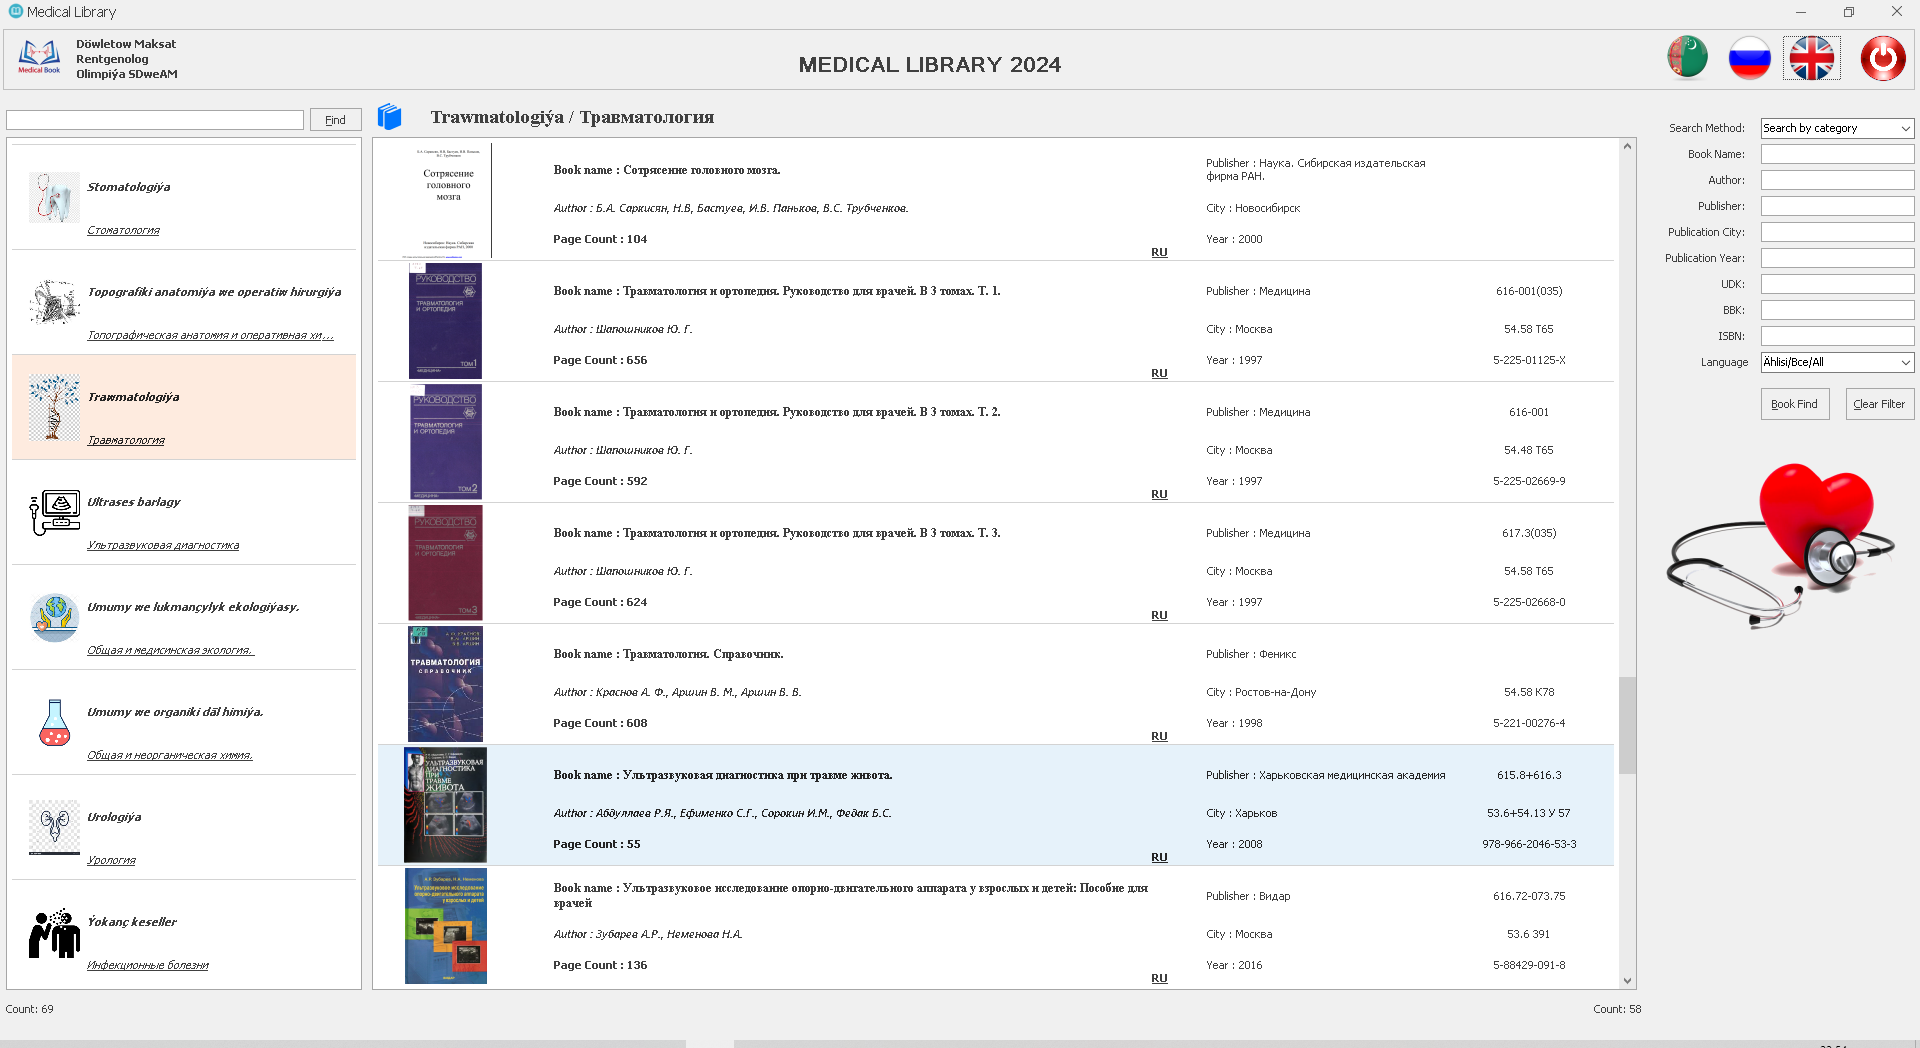 Medical Library
Medical Book
Döwletow Maksat
Rentgenolog
Olimpiýa SDweAM
MEDICAL LIBRARY 2024
Find
Stomatologiýa
Стоматология
Topografiki anatomiýa we operatiw hirurgiýa
Топографическая анатомия и оперативная хи...
Trawmatologiýa
Травматология
Ultrases barlagy
Ультразвуковая диагностика
Umumy we lukmançylyk ekologiýasy.
Общая и медисинская экология.
Umumy we organiki däl himiýa.
Общая и неорганическая химия.
Urologiýa
Урология
Ýokanç keseller
Инфекционные болезни
Count: 69
Trawmatologiýa / Травматология
Сотрясение
головного
мозга
Book name : Сотрясение головного мозга.
Author : Б.А. Саркисян, Н.В, Бастуев, И.В. Паньков, В.С. Трубченков.
Page Count : 104
RU
Publisher : Наука. Сибирская издательская
фирма РАН.
City : Новосибирск
Year : 2000
РУКОВОДСТВО
ТРАВМАТОЛОГИЯ
И ОРТОПЕДИЯ
ТОМ 1
«МЕДИЦИНА»
Book name : Травматология и ортопедия. Руководство для врачей. В 3 томах. Т. 1.
Author : Шапошников Ю. Г.
Page Count : 656
RU
Publisher : Медицина
City : Москва
Year : 1997
616-001(035)
54.58 Т65
5-225-01125-X
РУКОВОДСТВО
ТРАВМАТОЛОГИЯ
И ОРТОПЕДИЯ
ТОМ 2
«МЕДИЦИНА»
Book name : Травматология и ортопедия. Руководство для врачей. В 3 томах. Т. 2.
Author : Шапошников Ю. Г.
Page Count : 592
RU
Publisher : Медицина
City : Москва
Year : 1997
616-001
54.48 Т65
5-225-02669-9
РУКОВОДСТВО
ТРАВМАТОЛОГИЯ
И ОРТОПЕДИЯ
ТОМ 3
«МЕДИЦИНА»
Book name : Травматология и ортопедия. Руководство для врачей. В 3 томах. Т. 3.
Author : Шапошников Ю. Г.
Page Count : 624
RU
Publisher : Медицина
City : Москва
Year : 1997
617.3(035)
54.58 Т65
5-225-02668-0
ТРАВМАТОЛОГИЯ
СПРАВОЧНИК
Book name : Травматология. Справочник.
Author : Краснов А. Ф., Аршин В. М., Аршин В. В.
Page Count : 608
RU
Publisher : Феникс
City : Ростов-на-Дону
Year : 1998
54.58 К78
5-221-00276-4
УЛЬТРАЗВУКОВАЯ
ДИАГНОСТИКА
ПРИ
ТРАВМЕ
ЖИВОТА
Book name : Ультразвуковая диагностика при травме живота.
Author : Абдуллаев Р.Я., Ефименко С.Г., Сорокин И.М., Федак Б.С.
Page Count : 55
RU
Publisher : Харьковская медицинская академия
City : Харьков
Year : 2008
615.8+616.3
53.6+54.13 У 57
978-966-2046-53-3
Ультразвуковое исследование
опорно-двигательного аппарата
у взрослых и детей
Book name : Ультразвуковое исследование опорно-двигательного аппарата у взрослых и детей: Пособие для
врачей
Author : Зубарев А.Р., Неменова Н.А.
Page Count : 136
RU
Publisher : Видар
City : Москва
Year : 2016
616.72-073.75
53.6 391
5-88429-091-8
Count: 58
Search Method:
Search by category
Book Name:
Author:
Publisher:
Publication City:
Publication Year:
UDK:
BBK:
ISBN:
Language
Ählisi/Все/All
Book Find
Clear Filter